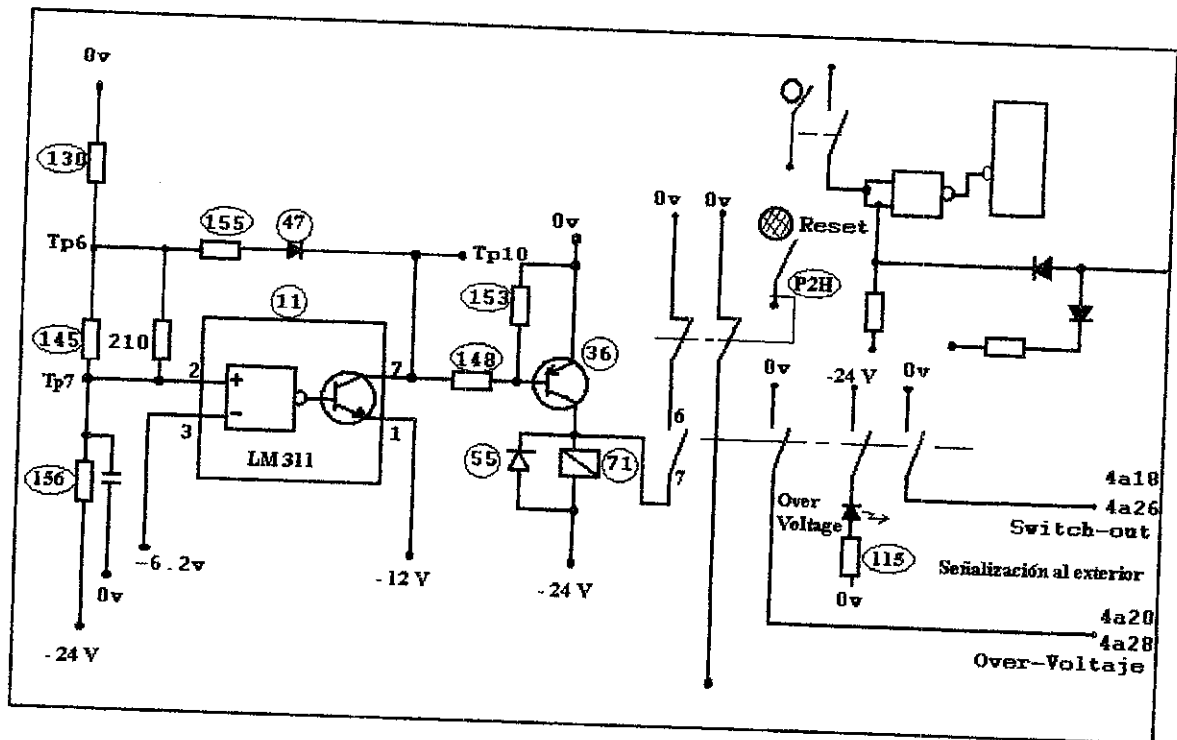 0v
130
Tp6
155
47
Tp10
0v
0v
0v
Reset
P2H
11
153
145
210
148
36
Tp7
2
+
7
-
3
1
LM 311
156
55
71
6
7
0v
-24 V
0v
-6.2v
0v
-12 V
-24 V
-24 V
Over
Voltage
115
0v
4a18
4a26
Switch-out
Señalización al exterior
4a20
4a28
Over-Voltaje